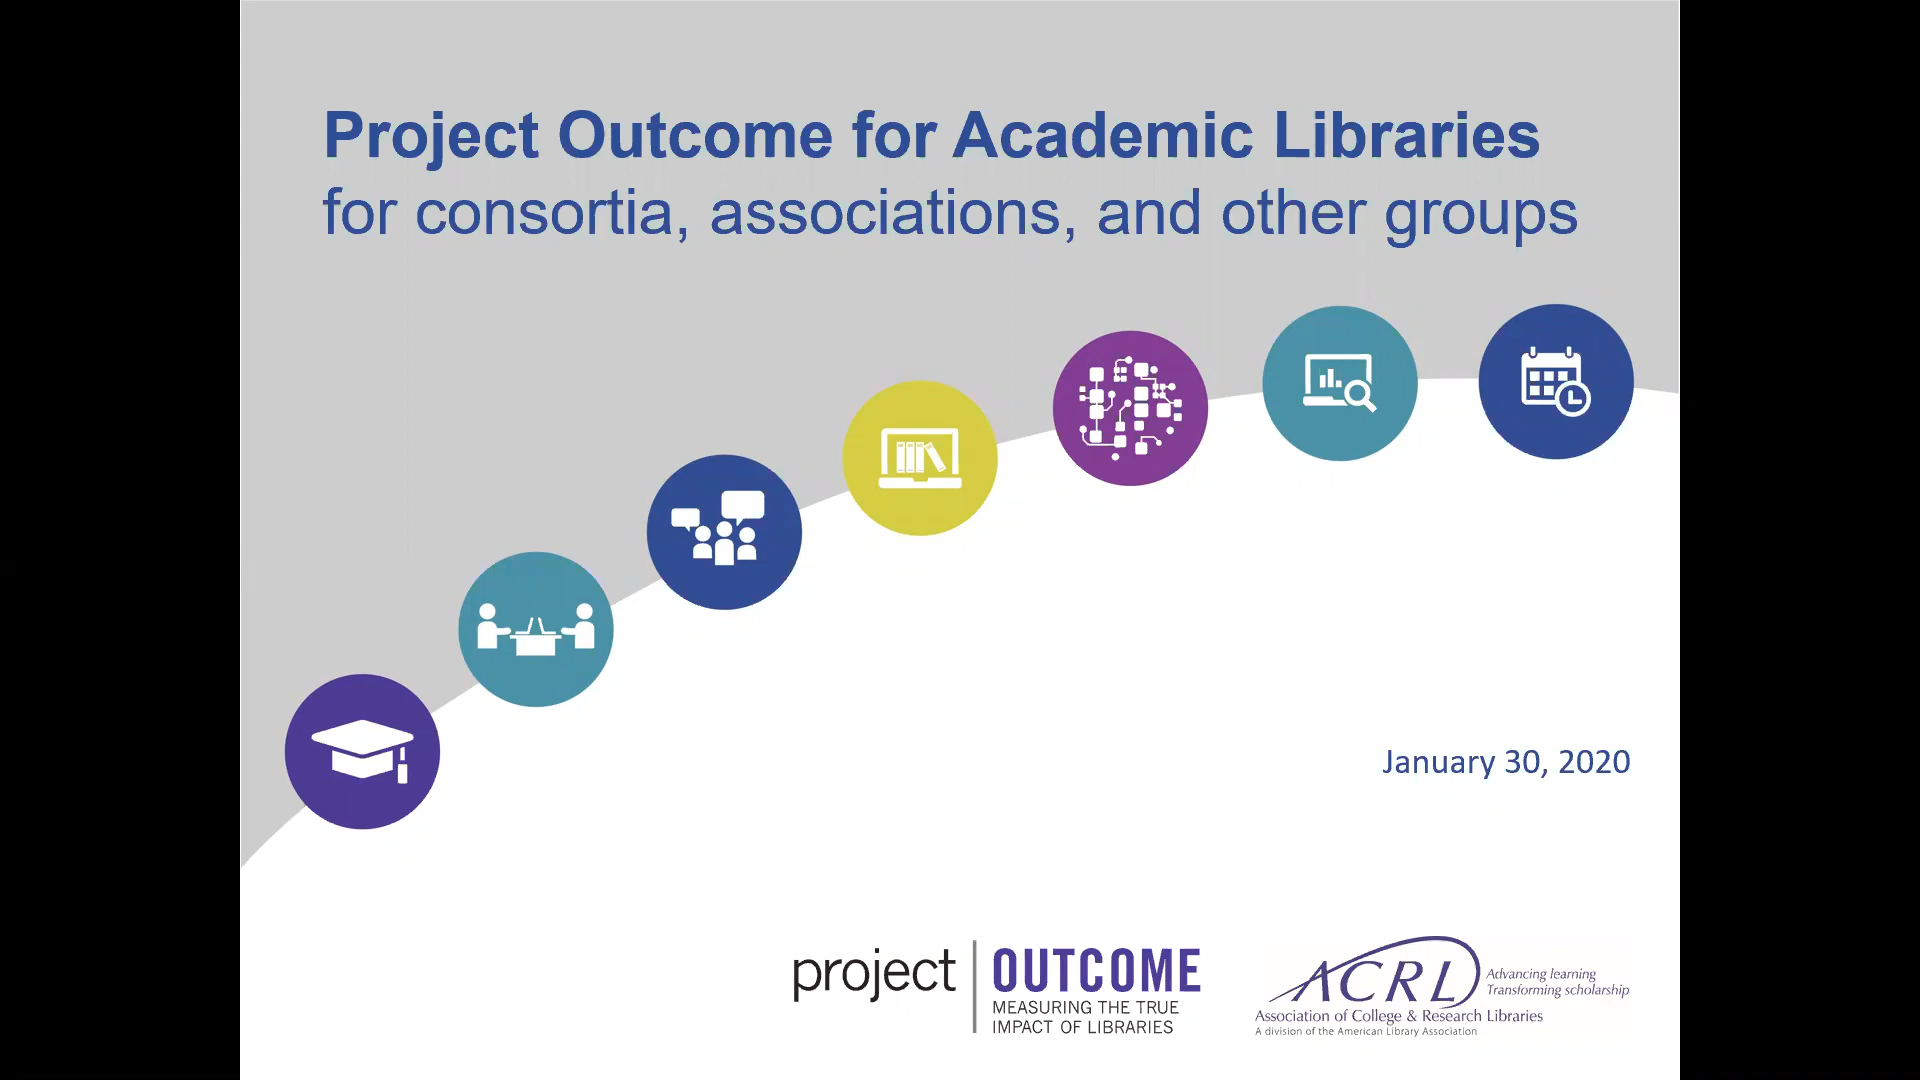 Project Outcome for Academic Libraries
for consortia, associations, and other groups
January 30, 2020
project OUTCOME
MEASURING THE TRUE
IMPACT OF LIBRARIES
ACRL
Advancing learning
Transforming scholarship
Association of College & Research Libraries
A division of the American Library Association